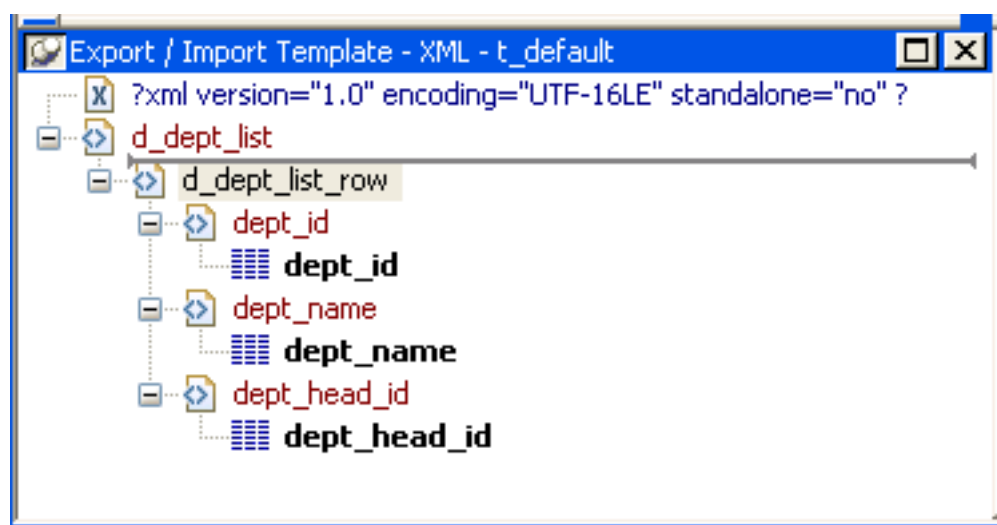 Export / Import Template - XML - t_default
?xml version="1.0" encoding="UTF-16LE" standalone="no" ?
d_dept_list
d_dept_list_row
dept_id
dept_id
dept_name
dept_name
dept_head_id
dept_head_id